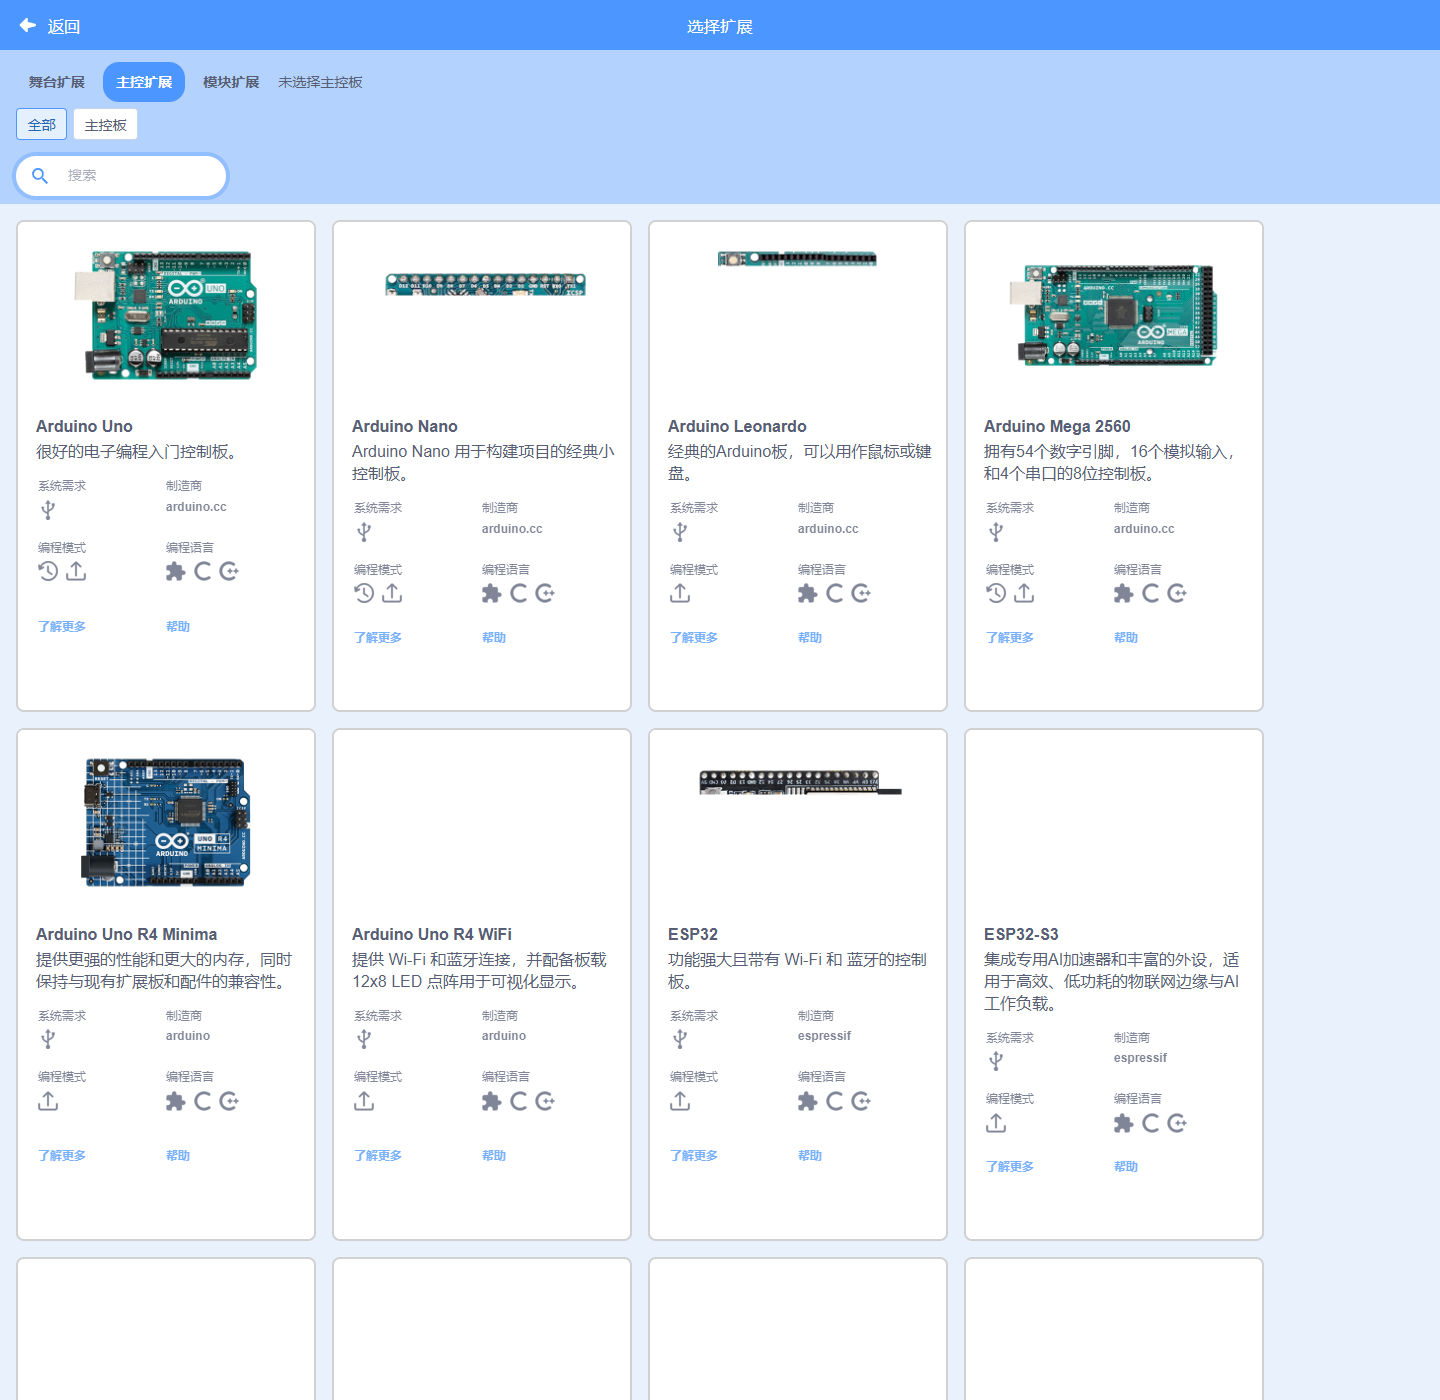 返回
选择扩展
舞台扩展 主控扩展 模块扩展 未选择主控板
全部 主控板
搜索
Arduino Uno
很好的电子编程入门控制板。
系统需求 制造商
arduino.cc
编程模式 编程语言
了解更多 帮助
Arduino Nano
Arduino Nano 用于构建项目的经典小
控制板。
系统需求 制造商
arduino.cc
编程模式 编程语言
了解更多 帮助
Arduino Leonardo
经典的Arduino板，可以用作鼠标或键
盘。
系统需求 制造商
arduino.cc
编程模式 编程语言
了解更多 帮助
Arduino Mega 2560
拥有54个数字引脚，16个模拟输入，
和4个串口的8位控制板。
系统需求 制造商
arduino.cc
编程模式 编程语言
了解更多 帮助
Arduino Uno R4 Minima
提供更强的性能和更大的内存，同时
保持与现有扩展板和配件的兼容性。
系统需求 制造商
arduino
编程模式 编程语言
了解更多 帮助
Arduino Uno R4 WiFi
提供 Wi-Fi 和蓝牙连接，并配备板载
12x8 LED 点阵用于可视化显示。
系统需求 制造商
arduino
编程模式 编程语言
了解更多 帮助
ESP32
功能强大且带有 Wi-Fi 和 蓝牙的控制
板。
系统需求 制造商
espressif
编程模式 编程语言
了解更多 帮助
ESP32-S3
集成专用AI加速器和丰富的外设，适
用于高效、低功耗的物联网边缘与AI
工作负载。
系统需求 制造商
espressif
编程模式 编程语言
了解更多 帮助